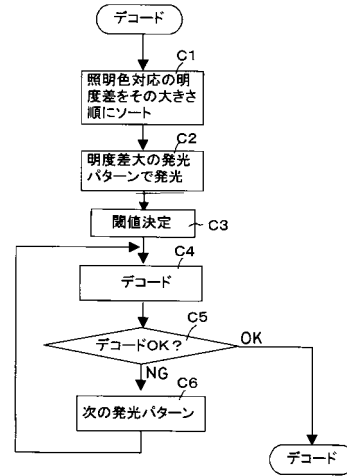 デコード
C1
照明色対応の明
度差をその大きさ
順にソート
C2
明度差大の発光
パターンで発光
閾値決定
C3
C4
デコード
C5
デコードOK?
OK
NG
C6
次の発光パターン
デコード